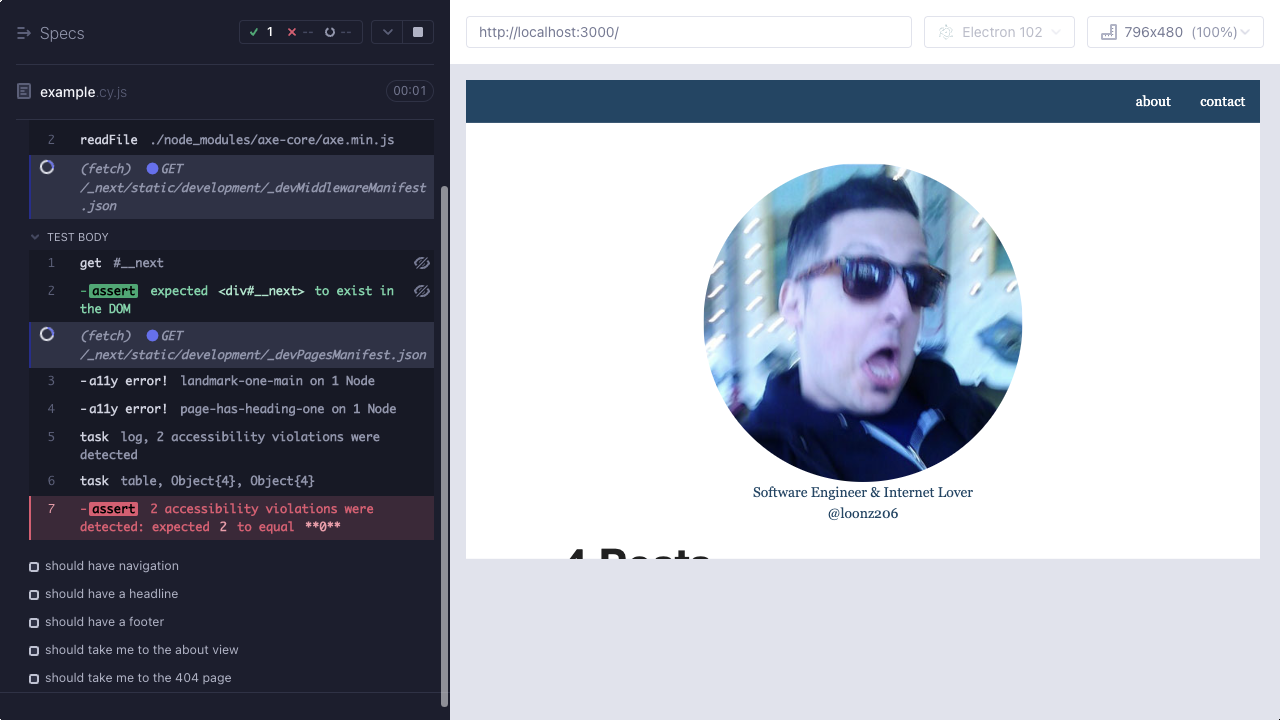 Specs
1
--
--
example.cy.js
00:01
2 readFile ./node_modules/axe-core/axe.min.js
(fetch) GET
/_next/static/development/_devMiddlewareManifest
.json
TEST BODY
1 get #__next
2 -assert expected <div#__next> to exist in
the DOM
(fetch) GET
/_next/static/development/_devPagesManifest.json
3 -a11y error! landmark-one-main on 1 Node
4 -a11y error! page-has-heading-one on 1 Node
5 task log, 2 accessibility violations were
detected
6 task table, Object{4}, Object{4}
7 -assert 2 accessibility violations were
detected: expected 2 to equal **0**
should have navigation
should have a headline
should have a footer
should take me to the about view
should take me to the 404 page
http://localhost:3000/
Electron 102
796x480 (100%)
about
contact
Software Engineer & Internet Lover
@loonz206
4 Posts